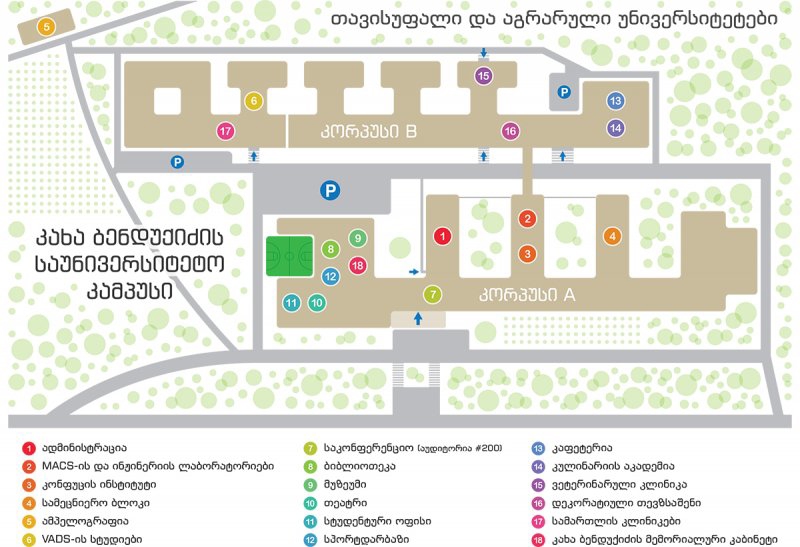 თავისუფალი და აგრარული უნივერსიტეტები
5
15
P
13
6
14
17
კორპუსი B
16
P
P
კახა ბენდუქიძის
საუნივერსიტეტო
კამპუსი
2
9
1
4
8
3
18
12
7
კორპუსი A
11
10
1 ადმინისტრაცია
2 MACS-ის და ინჟინერიის ლაბორატორიები
3 კონფუცის ინსტიტუტი
4 სამეცნიერო ბლოკი
5 ამპელოგრაფია
6 VADS-ის სტუდიები
7 საკონფერენციო (აუდიტორია #200)
8 ბიბლიოთეკა
9 მუზეუმი
10 თეატრი
11 სტუდენტური ოფისი
12 სპორტდარბაზი
13 კაფეტერია
14 კულინარიის აკადემია
15 ვეტერინარული კლინიკა
16 დეკორატიული თევზსაშენი
17 სამართლის კლინიკები
18 კახა ბენდუქიძის მემორიალური კაბინეტი